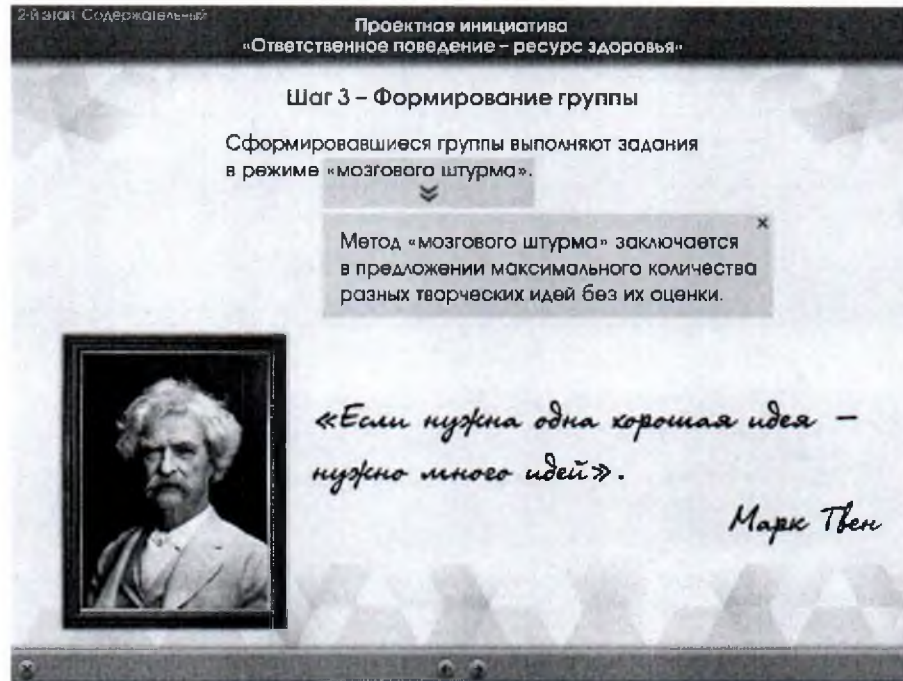 2-й этап. Содержательный
Проектная инициатива
«Ответственное поведение – ресурс здоровья»
Шаг 3 – Формирование группы
Сформировавшиеся группы выполняют задания
в режиме «мозгового штурма».
Метод «мозгового штурма» заключается
в предложении максимального количества
разных творческих идей без их оценки.
«Если нужна одна хорошая идея –
нужно много идей».
Марк Твен